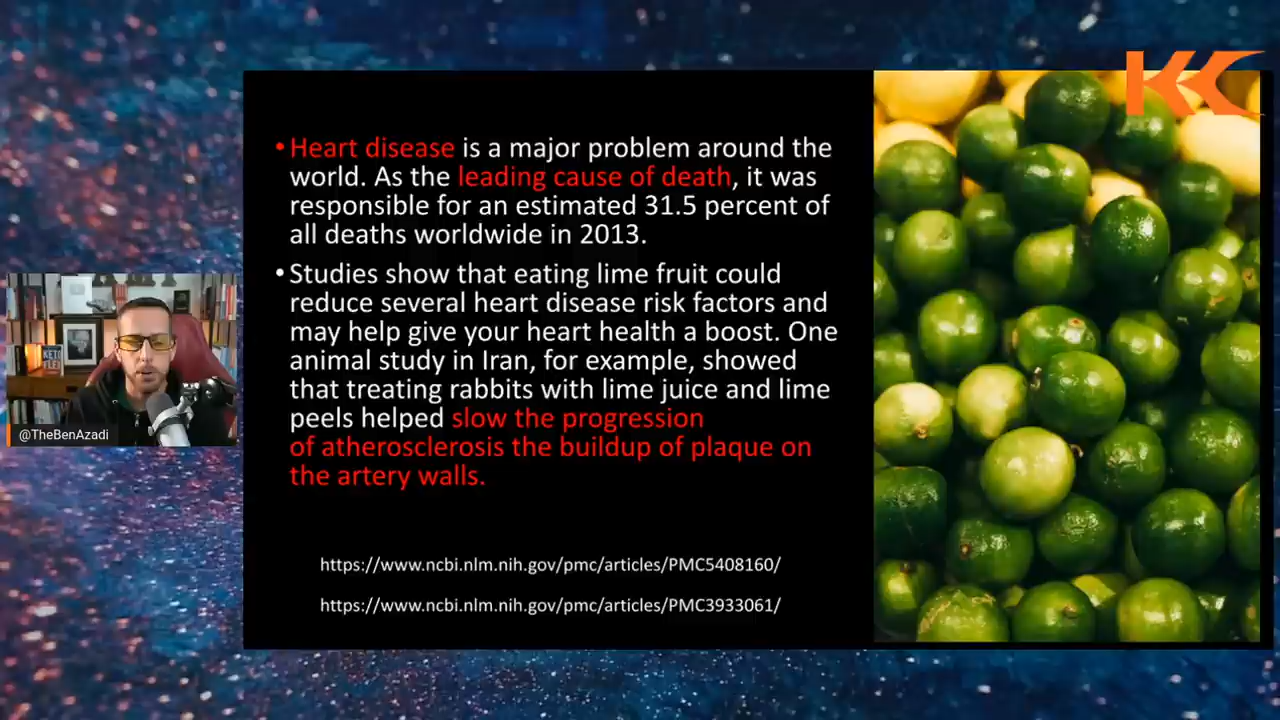 • Heart disease is a major problem around the
world. As the leading cause of death, it was
responsible for an estimated 31.5 percent of
all deaths worldwide in 2013.
• Studies show that eating lime fruit could
reduce several heart disease risk factors and
may help give your heart health a boost. One
animal study in Iran, for example, showed
that treating rabbits with lime juice and lime
peels helped slow the progression
of atherosclerosis the buildup of plaque on
the artery walls.
https://www.ncbi.nlm.nih.gov/pmc/articles/PMC5408160/
https://www.ncbi.nlm.nih.gov/pmc/articles/PMC3933061/
KETO
FLEX
@TheBenAzadi
KK